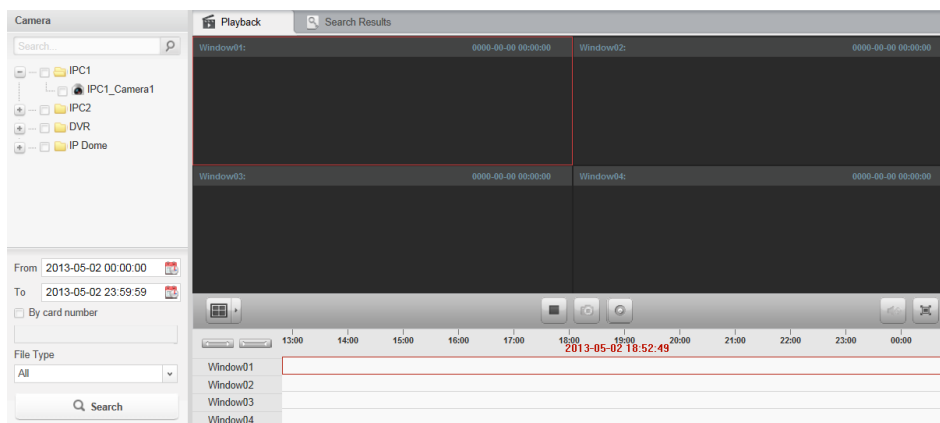 Camera
Search...
IPC1
IPC1_Camera1
IPC2
DVR
IP Dome
From 2013-05-02 00:00:00
To 2013-05-02 23:59:59
By card number
File Type
All
Search
Playback Search Results
Window01: 0000-00-00 00:00:00 Window02: 0000-00-00 00:00:00
Window03: 0000-00-00 00:00:00 Window04: 0000-00-00 00:00:00
13:00 14:00 15:00 16:00 17:00 18:00 19:00 20:00 21:00 22:00 23:00 00:00
2013-05-02 18:52:49
Window01
Window02
Window03
Window04